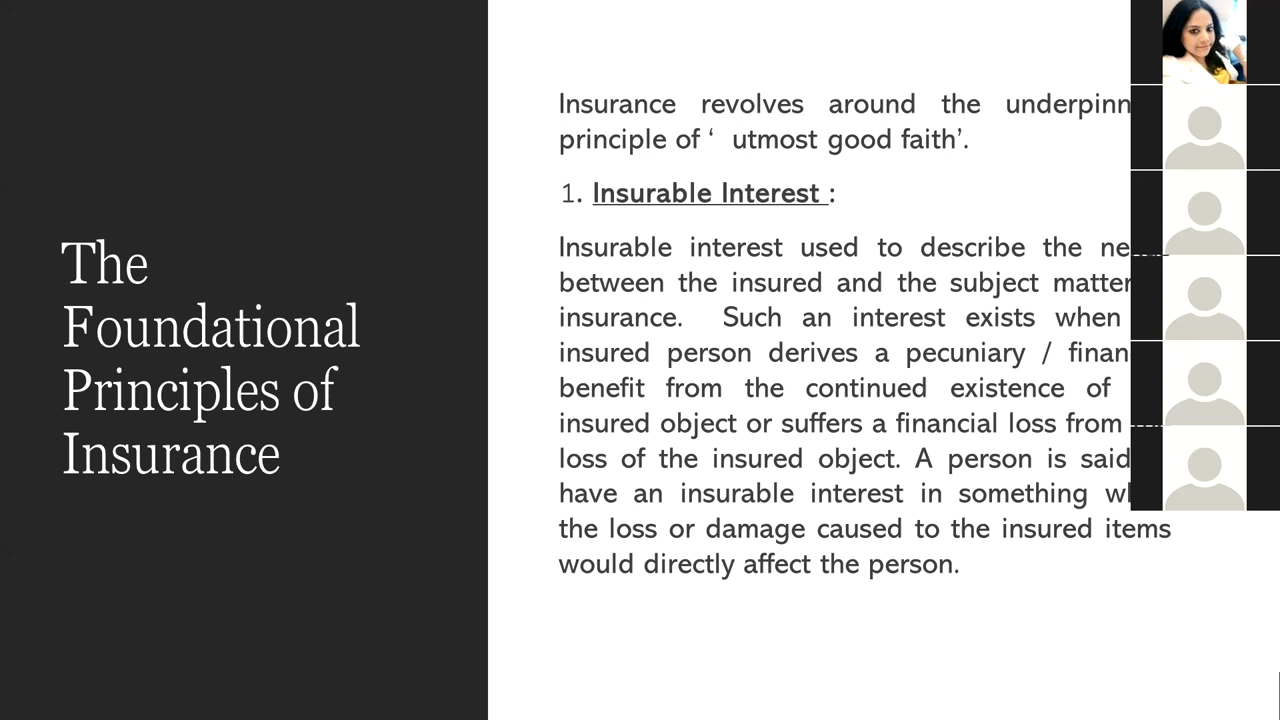 The
Foundational
Principles of
Insurance
Insurance revolves around the underpinn
principle of ‘ utmost good faith’.
1. Insurable Interest :
Insurable interest used to describe the
between the insured and the subject matter
insurance. Such an interest exists when
insured person derives a pecuniary / finan
benefit from the continued existence of
insured object or suffers a financial loss from
loss of the insured object. A person is said
have an insurable interest in something
the loss or damage caused to the insured items
would directly affect the person.